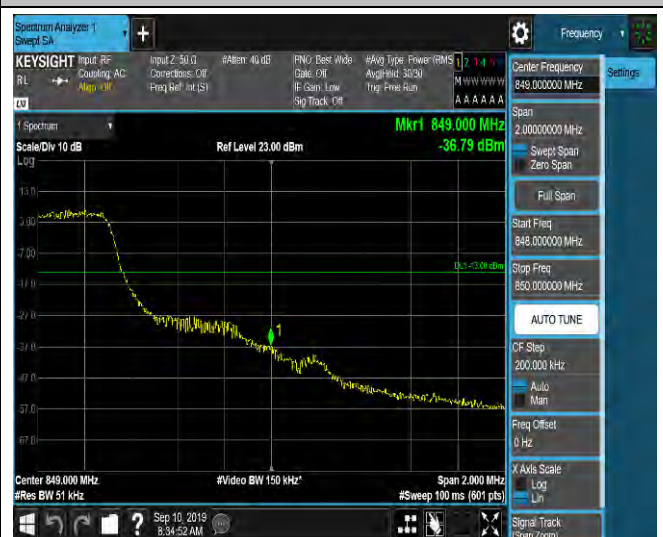 Spectrum Analyzer 1
Swept SA
+
Frequency
KEYSIGHT Input: RF Input Z: 50 Ω #Atten: 40 dB PNO: Best Wide #Avg Type: Power (RMS 1 2 3 4
RL Coupling: AC Corrections: Off Gate: Off Avg|Hold: 30/30 M W W W W W
Align: Off Freq Ref: Int (S) IF Gain: Low Trig: Free Run
Sig Track: Off A A A A A A
1 Spectrum
Mkr1 849.000 MHz
Scale/Div 10 dB Ref Level 23.00 dBm -36.79 dBm
Log
13.0
3.00
-7.00
DL1 -13.00 dBm
-17.0
-27.0
1
-37.0
-47.0
-57.0
-67.0
Center 849.000 MHz #Video BW 150 kHz* Span 2.000 MHz
#Res BW 51 kHz #Sweep 100 ms (601 pts)
? Sep 10, 2019
8:34:52 AM
Center Frequency
849.000000 MHz
Settings
Span
2.00000000 MHz
Swept Span
Zero Span
Full Span
Start Freq
848.000000 MHz
Stop Freq
850.000000 MHz
AUTO TUNE
CF Step
200.000 kHz
Auto
Man
Freq Offset
0 Hz
X Axis Scale
Log
Lin
Signal Track
(Span Zoom)